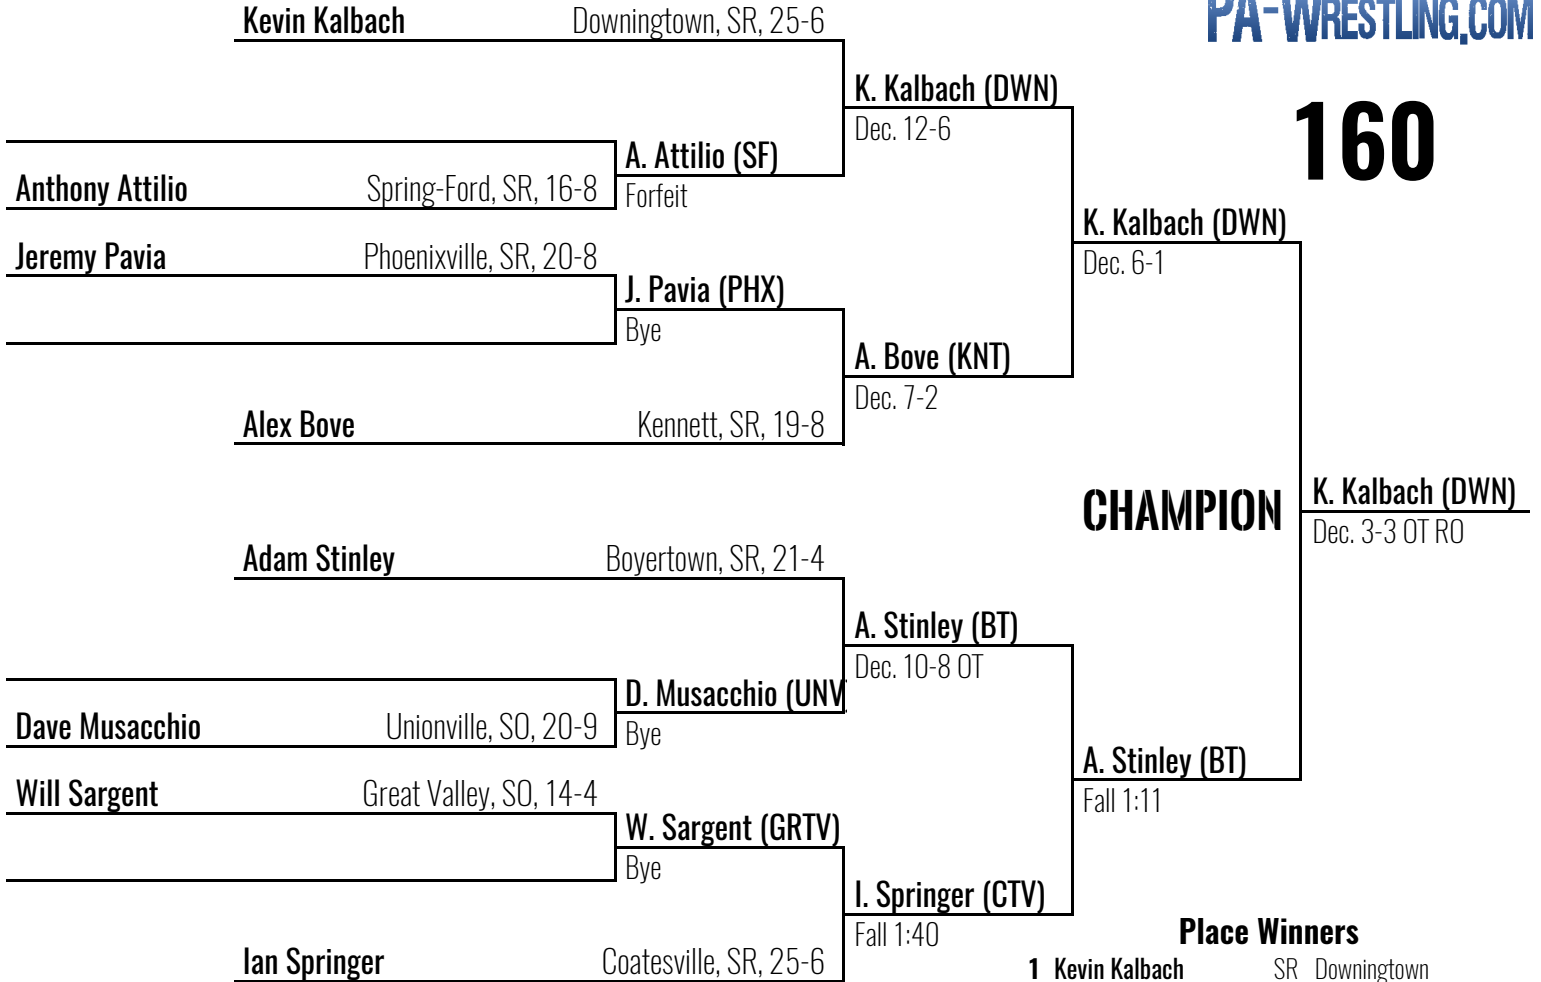 PA-WRESTLING.COM
160
Kevin Kalbach Downingtown, SR, 25-6
K. Kalbach (DWN)
Dec. 12-6
A. Attilio (SF)
Forfeit
Anthony Attilio Spring-Ford, SR, 16-8
K. Kalbach (DWN)
Dec. 6-1
Jeremy Pavia Phoenixville, SR, 20-8
J. Pavia (PHX)
Bye
A. Bove (KNT)
Dec. 7-2
Alex Bove Kennett, SR, 19-8
CHAMPION
K. Kalbach (DWN)
Dec. 3-3 OT RO
Adam Stinley Boyertown, SR, 21-4
A. Stinley (BT)
Dec. 10-8 OT
D. Musacchio (UNV
Bye
Dave Musacchio Unionville, SO, 20-9
A. Stinley (BT)
Fall 1:11
Will Sargent Great Valley, SO, 14-4
W. Sargent (GRTV)
Bye
I. Springer (CTV)
Fall 1:40
Ian Springer Coatesville, SR, 25-6
Place Winners
1 Kevin Kalbach SR Downingtown